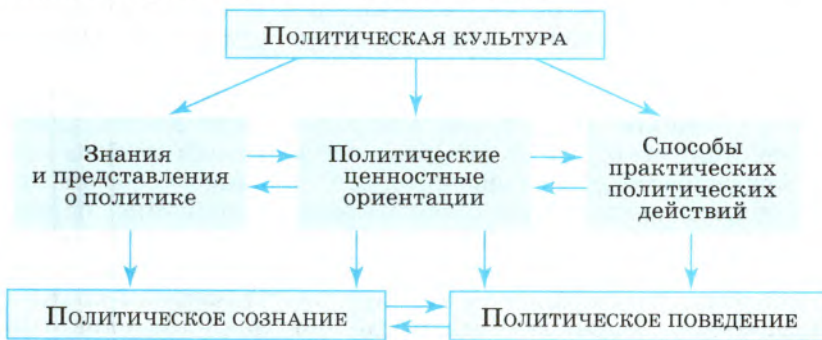 ПОЛИТИЧЕСКАЯ КУЛЬТУРА
Знания
и представления
о политике
Политические
ценностные
ориентации
Способы
практических
политических
действий
ПОЛИТИЧЕСКОЕ СОЗНАНИЕ
ПОЛИТИЧЕСКОЕ ПОВЕДЕНИЕ